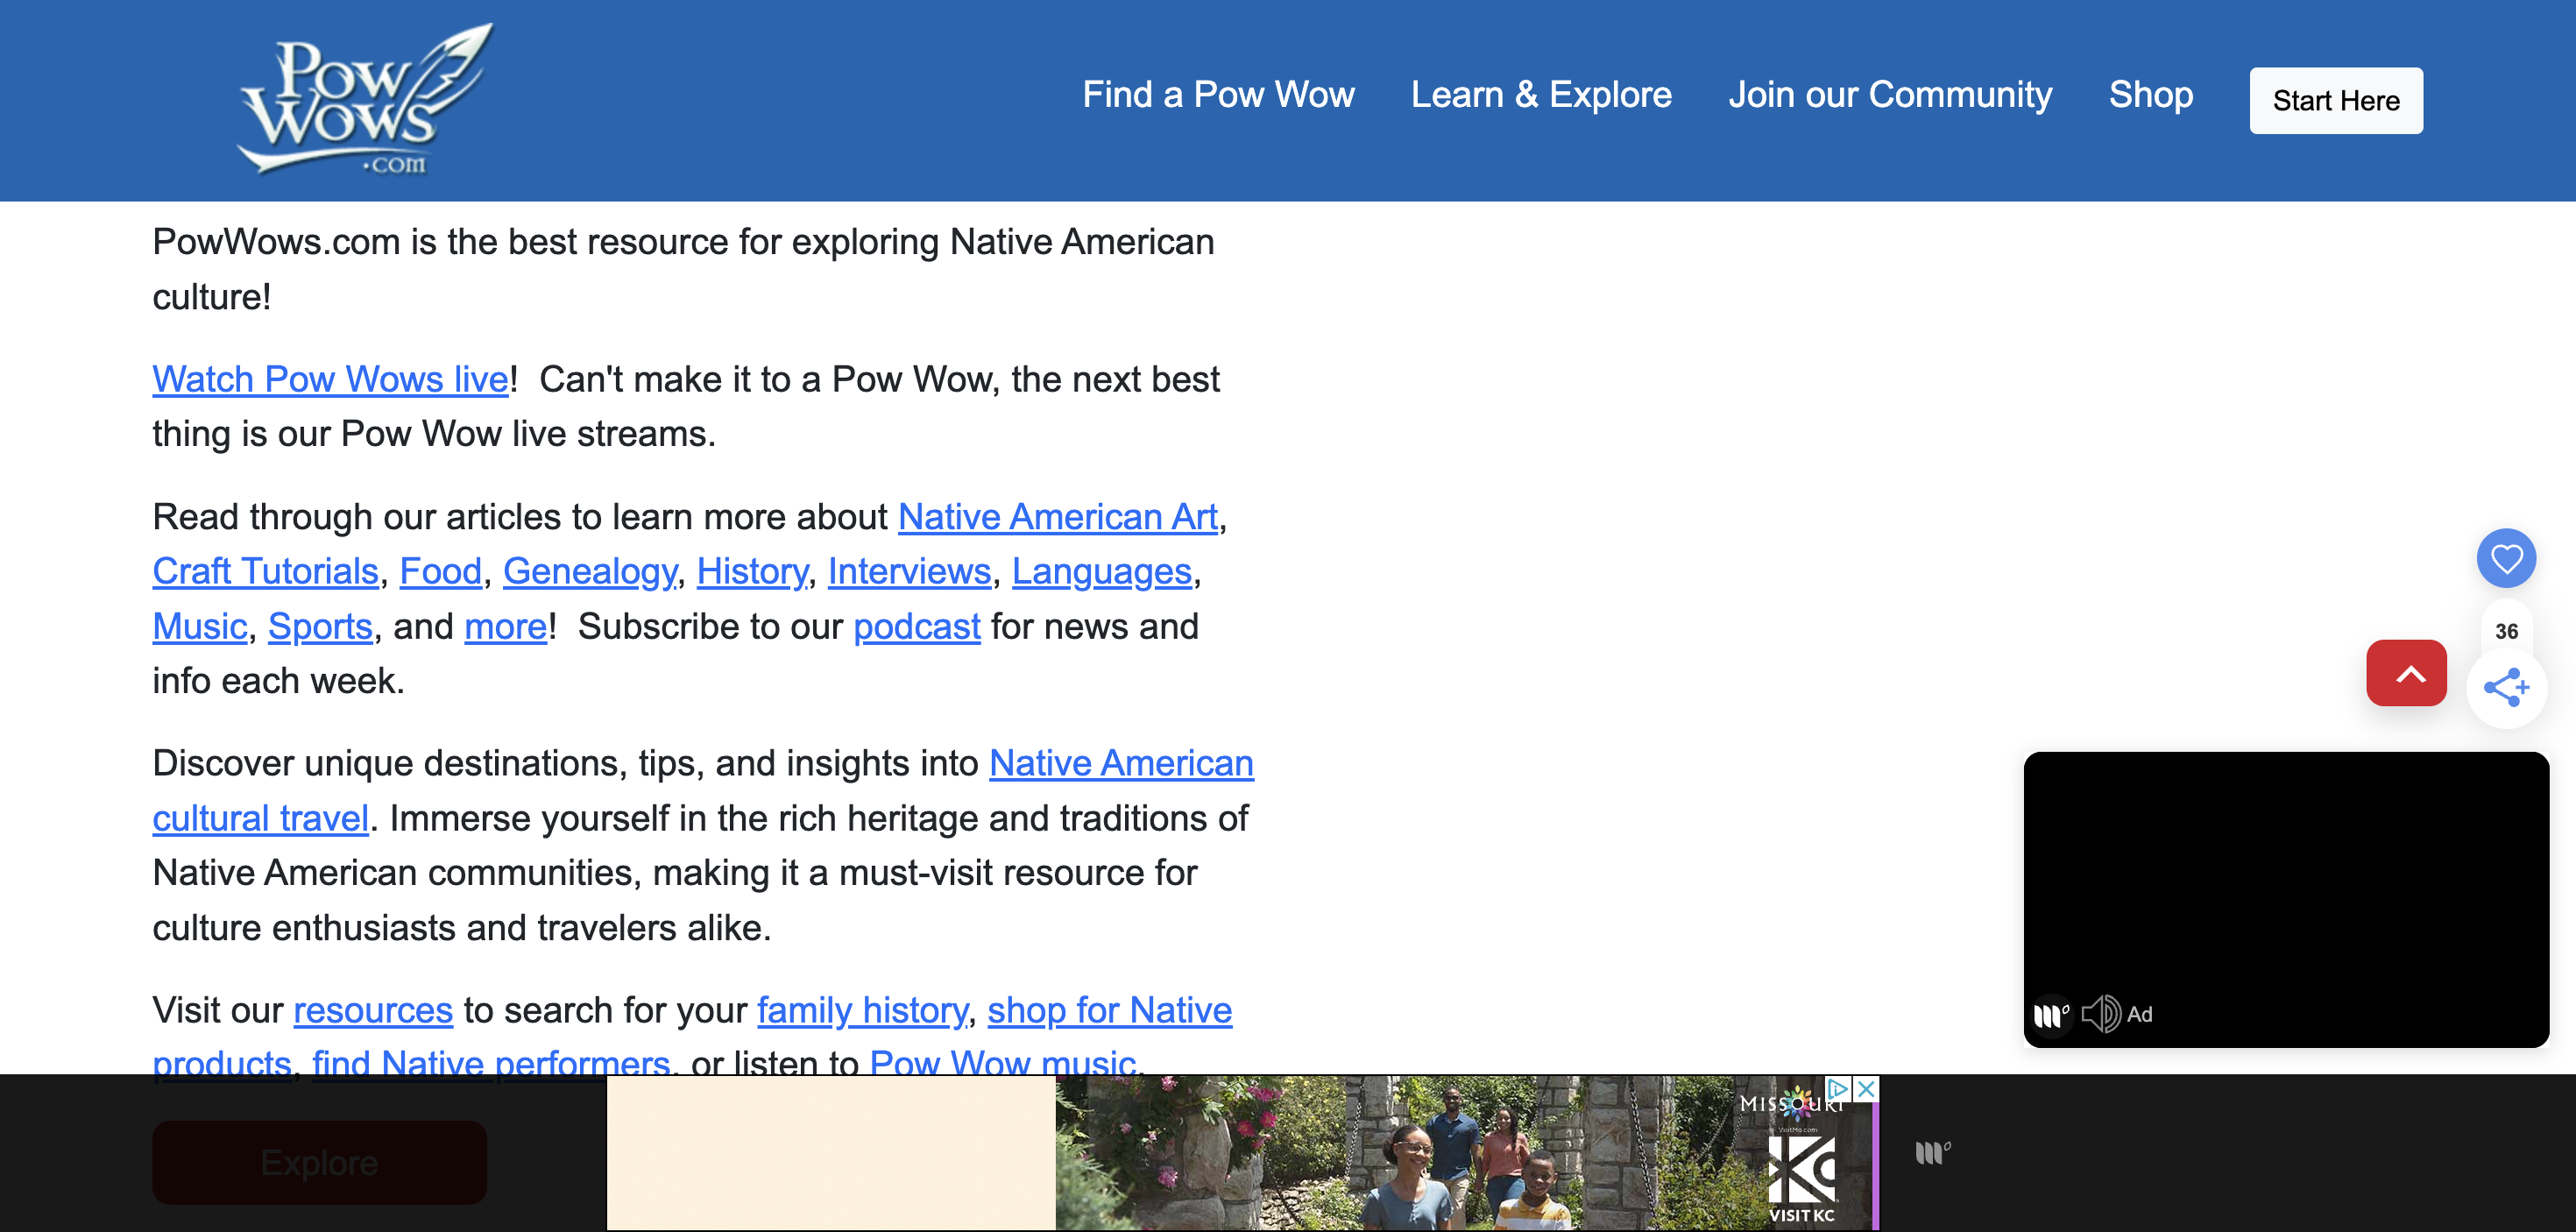 Pow
Wows
.com
Find a Pow Wow Learn & Explore Join our Community Shop Start Here
PowWows.com is the best resource for exploring Native American
culture!
Watch Pow Wows live! Can't make it to a Pow Wow, the next best
thing is our Pow Wow live streams.
Read through our articles to learn more about Native American Art,
Craft Tutorials, Food, Genealogy, History, Interviews, Languages,
Music, Sports, and more! Subscribe to our podcast for news and
info each week.
Discover unique destinations, tips, and insights into Native American
cultural travel. Immerse yourself in the rich heritage and traditions of
Native American communities, making it a must-visit resource for
culture enthusiasts and travelers alike.
Visit our resources to search for your family history, shop for Native
products, find Native performers, or listen to Pow Wow music.
36
Ad
Explore
MISSOURI
VisitMo.com
KC
VISIT KC